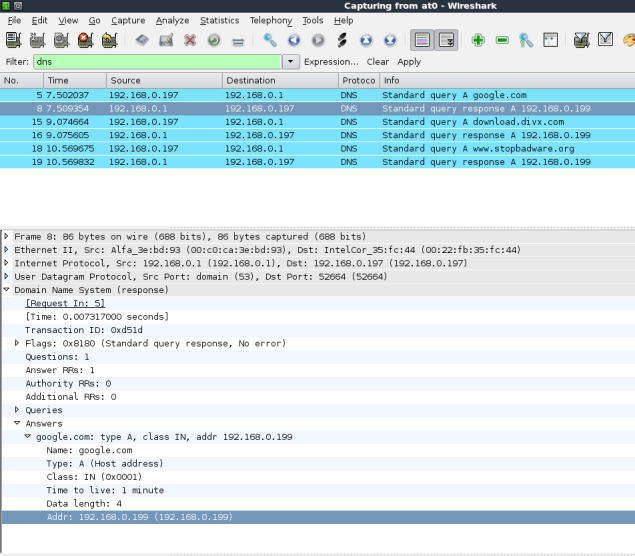 Capturing from at0 - Wireshark
File Edit View Go Capture Analyze Statistics Telephony Tools Help
Filter: dns Expression... Clear Apply
No. Time Source Destination Protoco Info
5 7.502037 192.168.0.197 192.168.0.1 DNS Standard query A google.com
8 7.509354 192.168.0.1 192.168.0.197 DNS Standard query response A 192.168.0.199
15 9.074664 192.168.0.197 192.168.0.1 DNS Standard query A download.divx.com
16 9.075605 192.168.0.1 192.168.0.197 DNS Standard query response A 192.168.0.199
18 10.569675 192.168.0.197 192.168.0.1 DNS Standard query A www.stopbadware.org
19 10.569832 192.168.0.1 192.168.0.197 DNS Standard query response A 192.168.0.199
Frame 8: 86 bytes on wire (688 bits), 86 bytes captured (688 bits)
Ethernet II, Src: Alfa_3e:bd:93 (00:c0:ca:3e:bd:93), Dst: IntelCor_35:fc:44 (00:22:fb:35:fc:44)
Internet Protocol, Src: 192.168.0.1 (192.168.0.1), Dst: 192.168.0.197 (192.168.0.197)
User Datagram Protocol, Src Port: domain (53), Dst Port: 52664 (52664)
Domain Name System (response)
[Request In: 5]
[Time: 0.007317000 seconds]
Transaction ID: 0xd51d
Flags: 0x8180 (Standard query response, No error)
Questions: 1
Answer RRs: 1
Authority RRs: 0
Additional RRs: 0
Queries
Answers
google.com: type A, class IN, addr 192.168.0.199
Name: google.com
Type: A (Host address)
Class: IN (0x0001)
Time to live: 1 minute
Data length: 4
Addr: 192.168.0.199 (192.168.0.199)